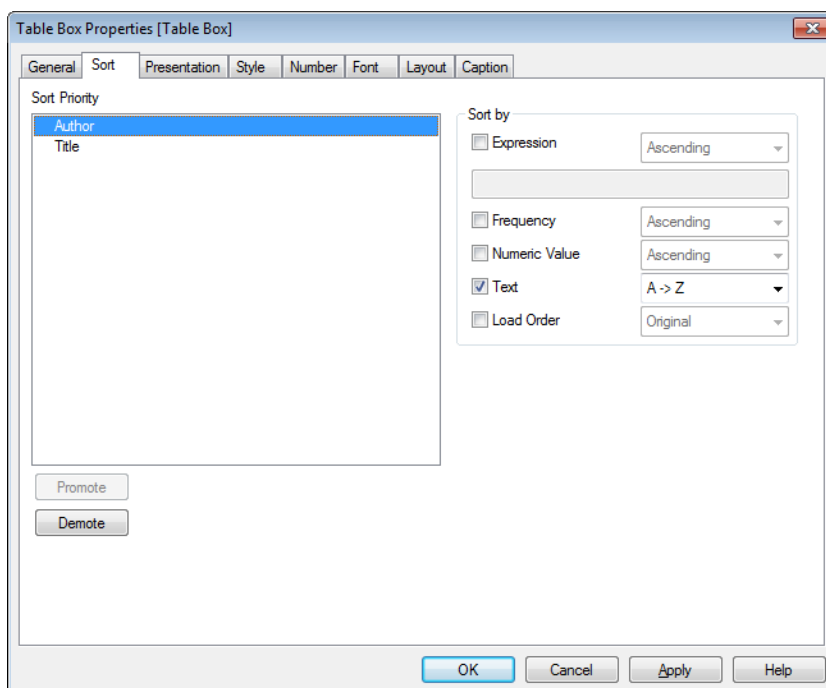 Table Box Properties [Table Box]
General Sort Presentation Style Number Font Layout Caption
Sort Priority
Author
Title
Promote
Demote
Sort by
Expression Ascending
Frequency Ascending
Numeric Value Ascending
Text A -> Z
Load Order Original
OK Cancel Apply Help